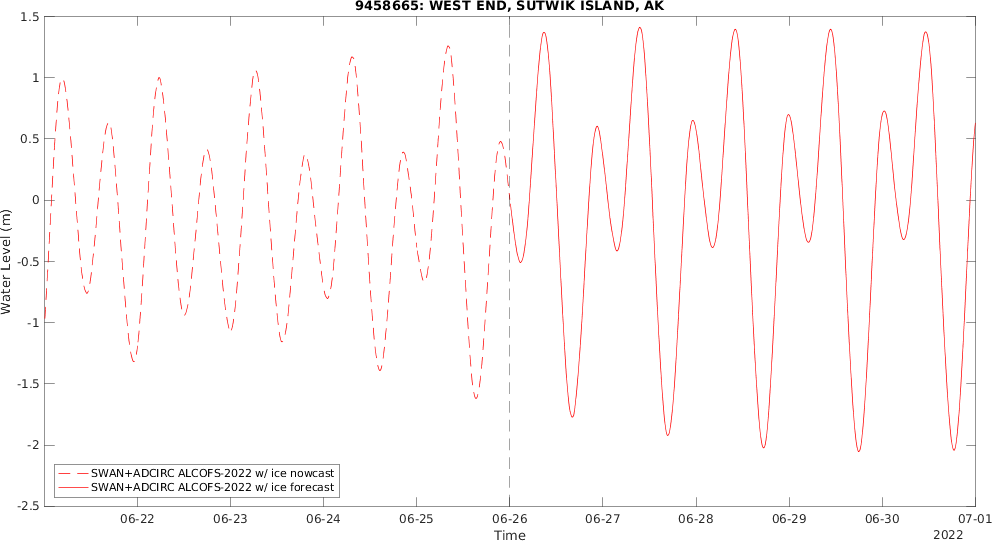 9458665: WEST END, SUTWIK ISLAND, AK
1.5
1
0.5
0
-0.5
-1
-1.5
-2
-2.5
Water Level (m)
SWAN+ADCIRC ALCOFS-2022 w/ ice nowcast
SWAN+ADCIRC ALCOFS-2022 w/ ice forecast
06-22 06-23 06-24 06-25 06-26 06-27 06-28 06-29 06-30 07-01
Time
2022